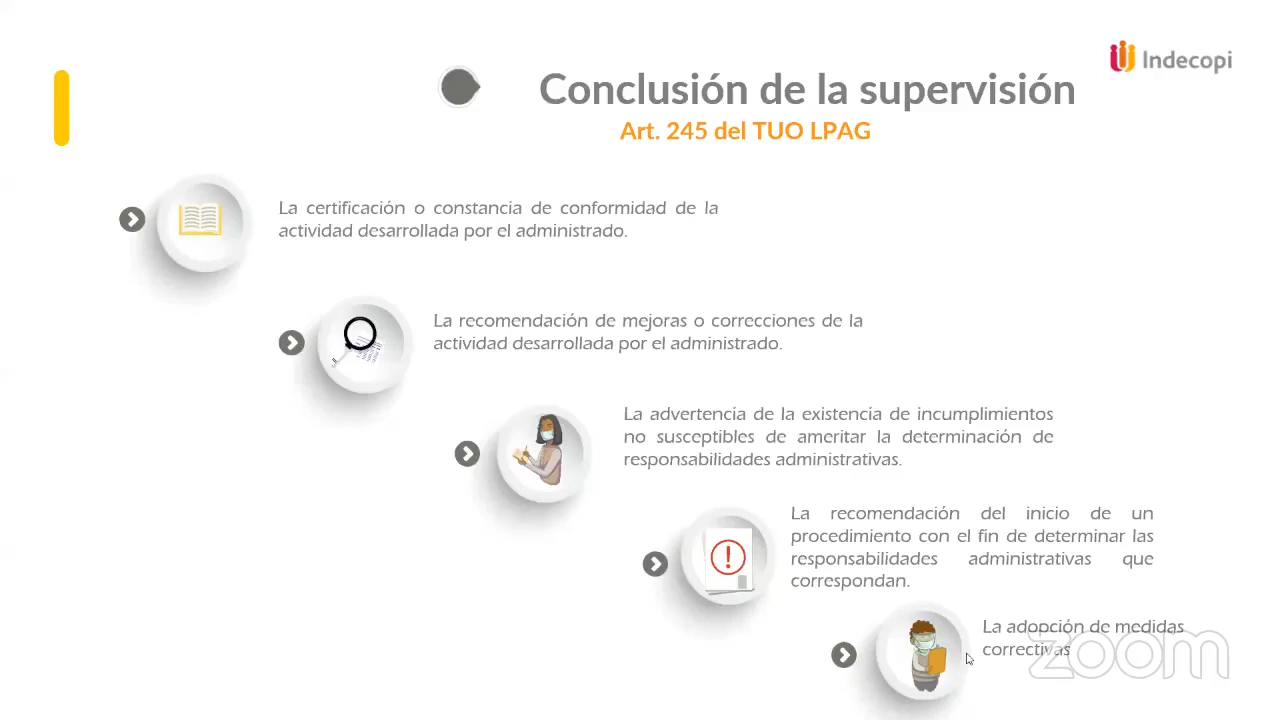 Indecopi
Conclusión de la supervisión
Art. 245 del TUO LPAG
La certificación o constancia de conformidad de la
actividad desarrollada por el administrado.
La recomendación de mejoras o correcciones de la
actividad desarrollada por el administrado.
La advertencia de la existencia de incumplimientos
no susceptibles de ameritar la determinación de
responsabilidades administrativas.
La recomendación del inicio de un
procedimiento con el fin de determinar las
responsabilidades administrativas que
correspondan.
La adopción de medidas
correctivas
zoom